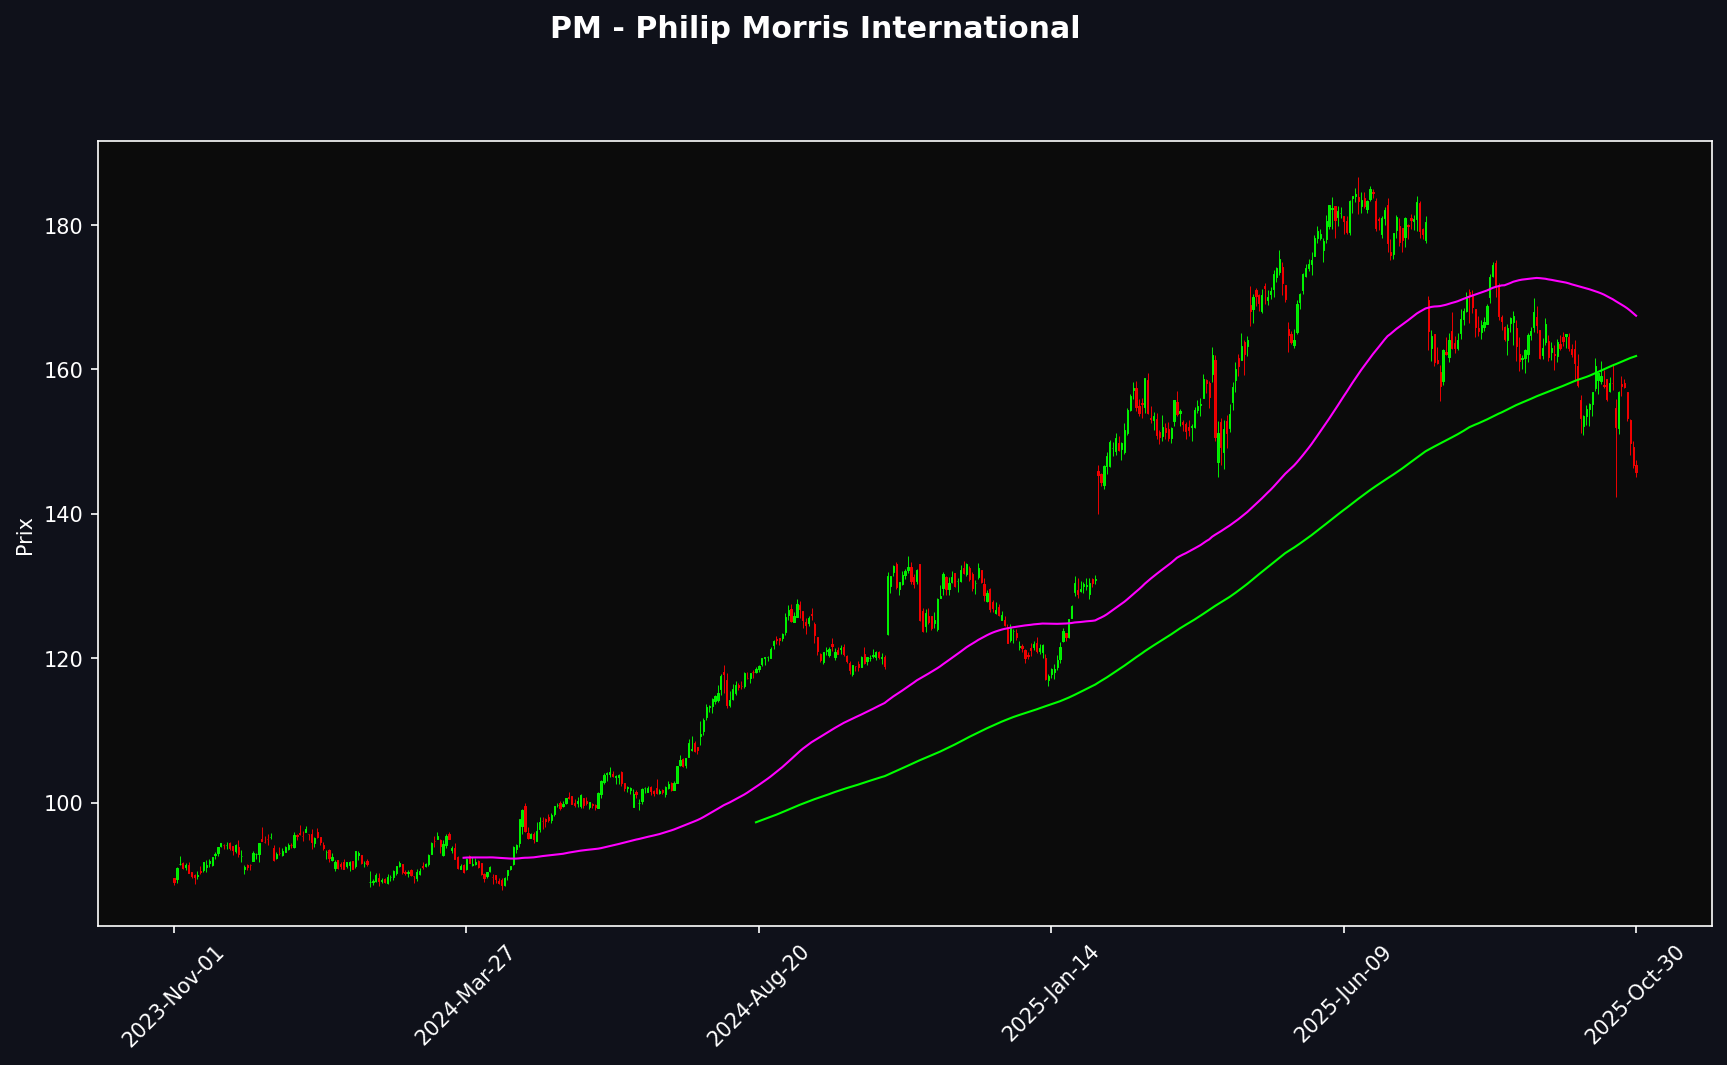 PM - Philip Morris International
Prix
180
160
140
120
100
2023-Nov-01
2024-Mar-27
2024-Aug-20
2025-Jan-14
2025-Jun-09
2025-Oct-30